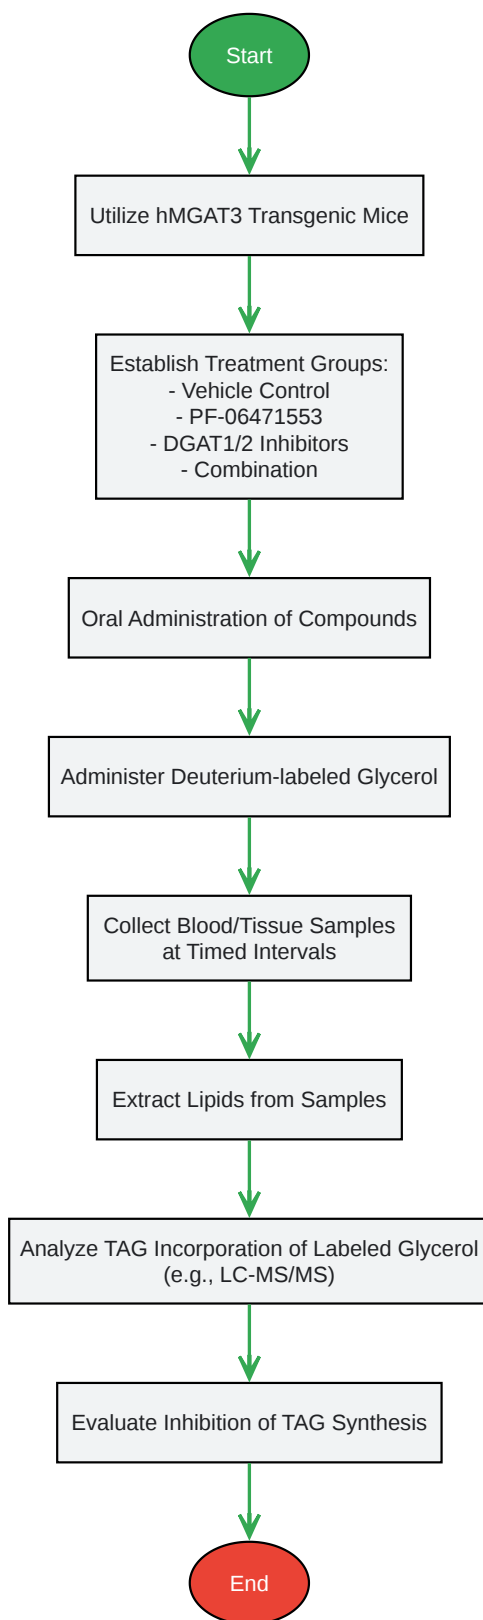 Start
Utilize hMGAT3 Transgenic Mice
Establish Treatment Groups:
- Vehicle Control
- PF-06471553
- DGAT1/2 Inhibitors
- Combination
Oral Administration of Compounds
Administer Deuterium-labeled Glycerol
Collect Blood/Tissue Samples
at Timed Intervals
Extract Lipids from Samples
Analyze TAG Incorporation of Labeled Glycerol
(e.g., LC-MS/MS)
Evaluate Inhibition of TAG Synthesis
End